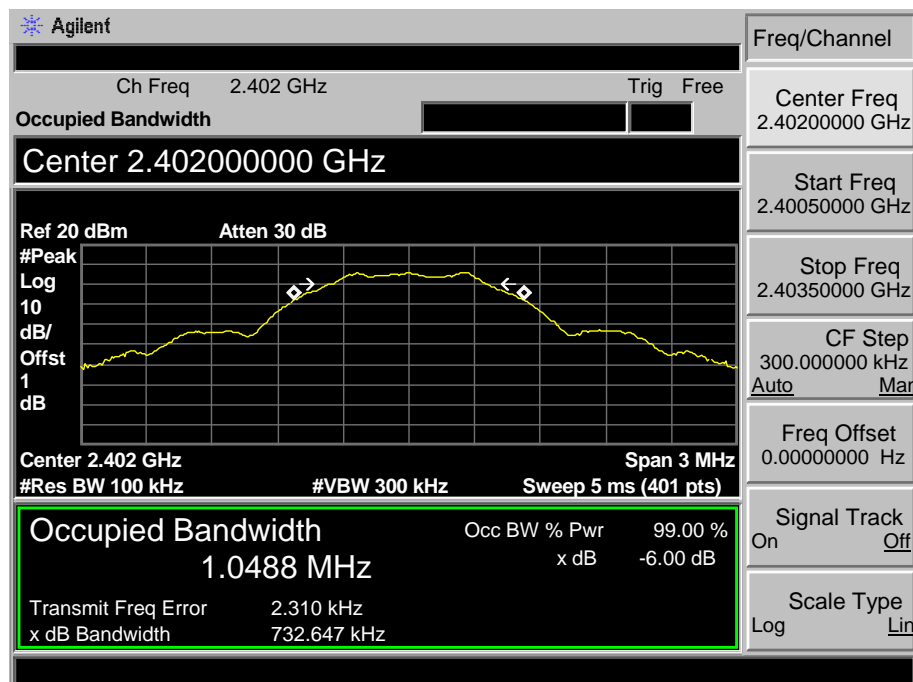 Agilent
Freq/Channel
Ch Freq 2.402 GHz Trig Free
Occupied Bandwidth
Center 2.402000000 GHz
Ref 20 dBm Atten 30 dB
#Peak
Log
10
dB/
Offst
1
dB
Center 2.402 GHz Span 3 MHz
#Res BW 100 kHz #VBW 300 kHz Sweep 5 ms (401 pts)
Occupied Bandwidth Occ BW % Pwr 99.00 %
1.0488 MHz x dB -6.00 dB
Transmit Freq Error 2.310 kHz
x dB Bandwidth 732.647 kHz
Center Freq
2.40200000 GHz
Start Freq
2.40050000 GHz
Stop Freq
2.40350000 GHz
CF Step
300.000000 kHz
Auto Man
Freq Offset
0.00000000 Hz
Signal Track
On Off
Scale Type
Log Lin